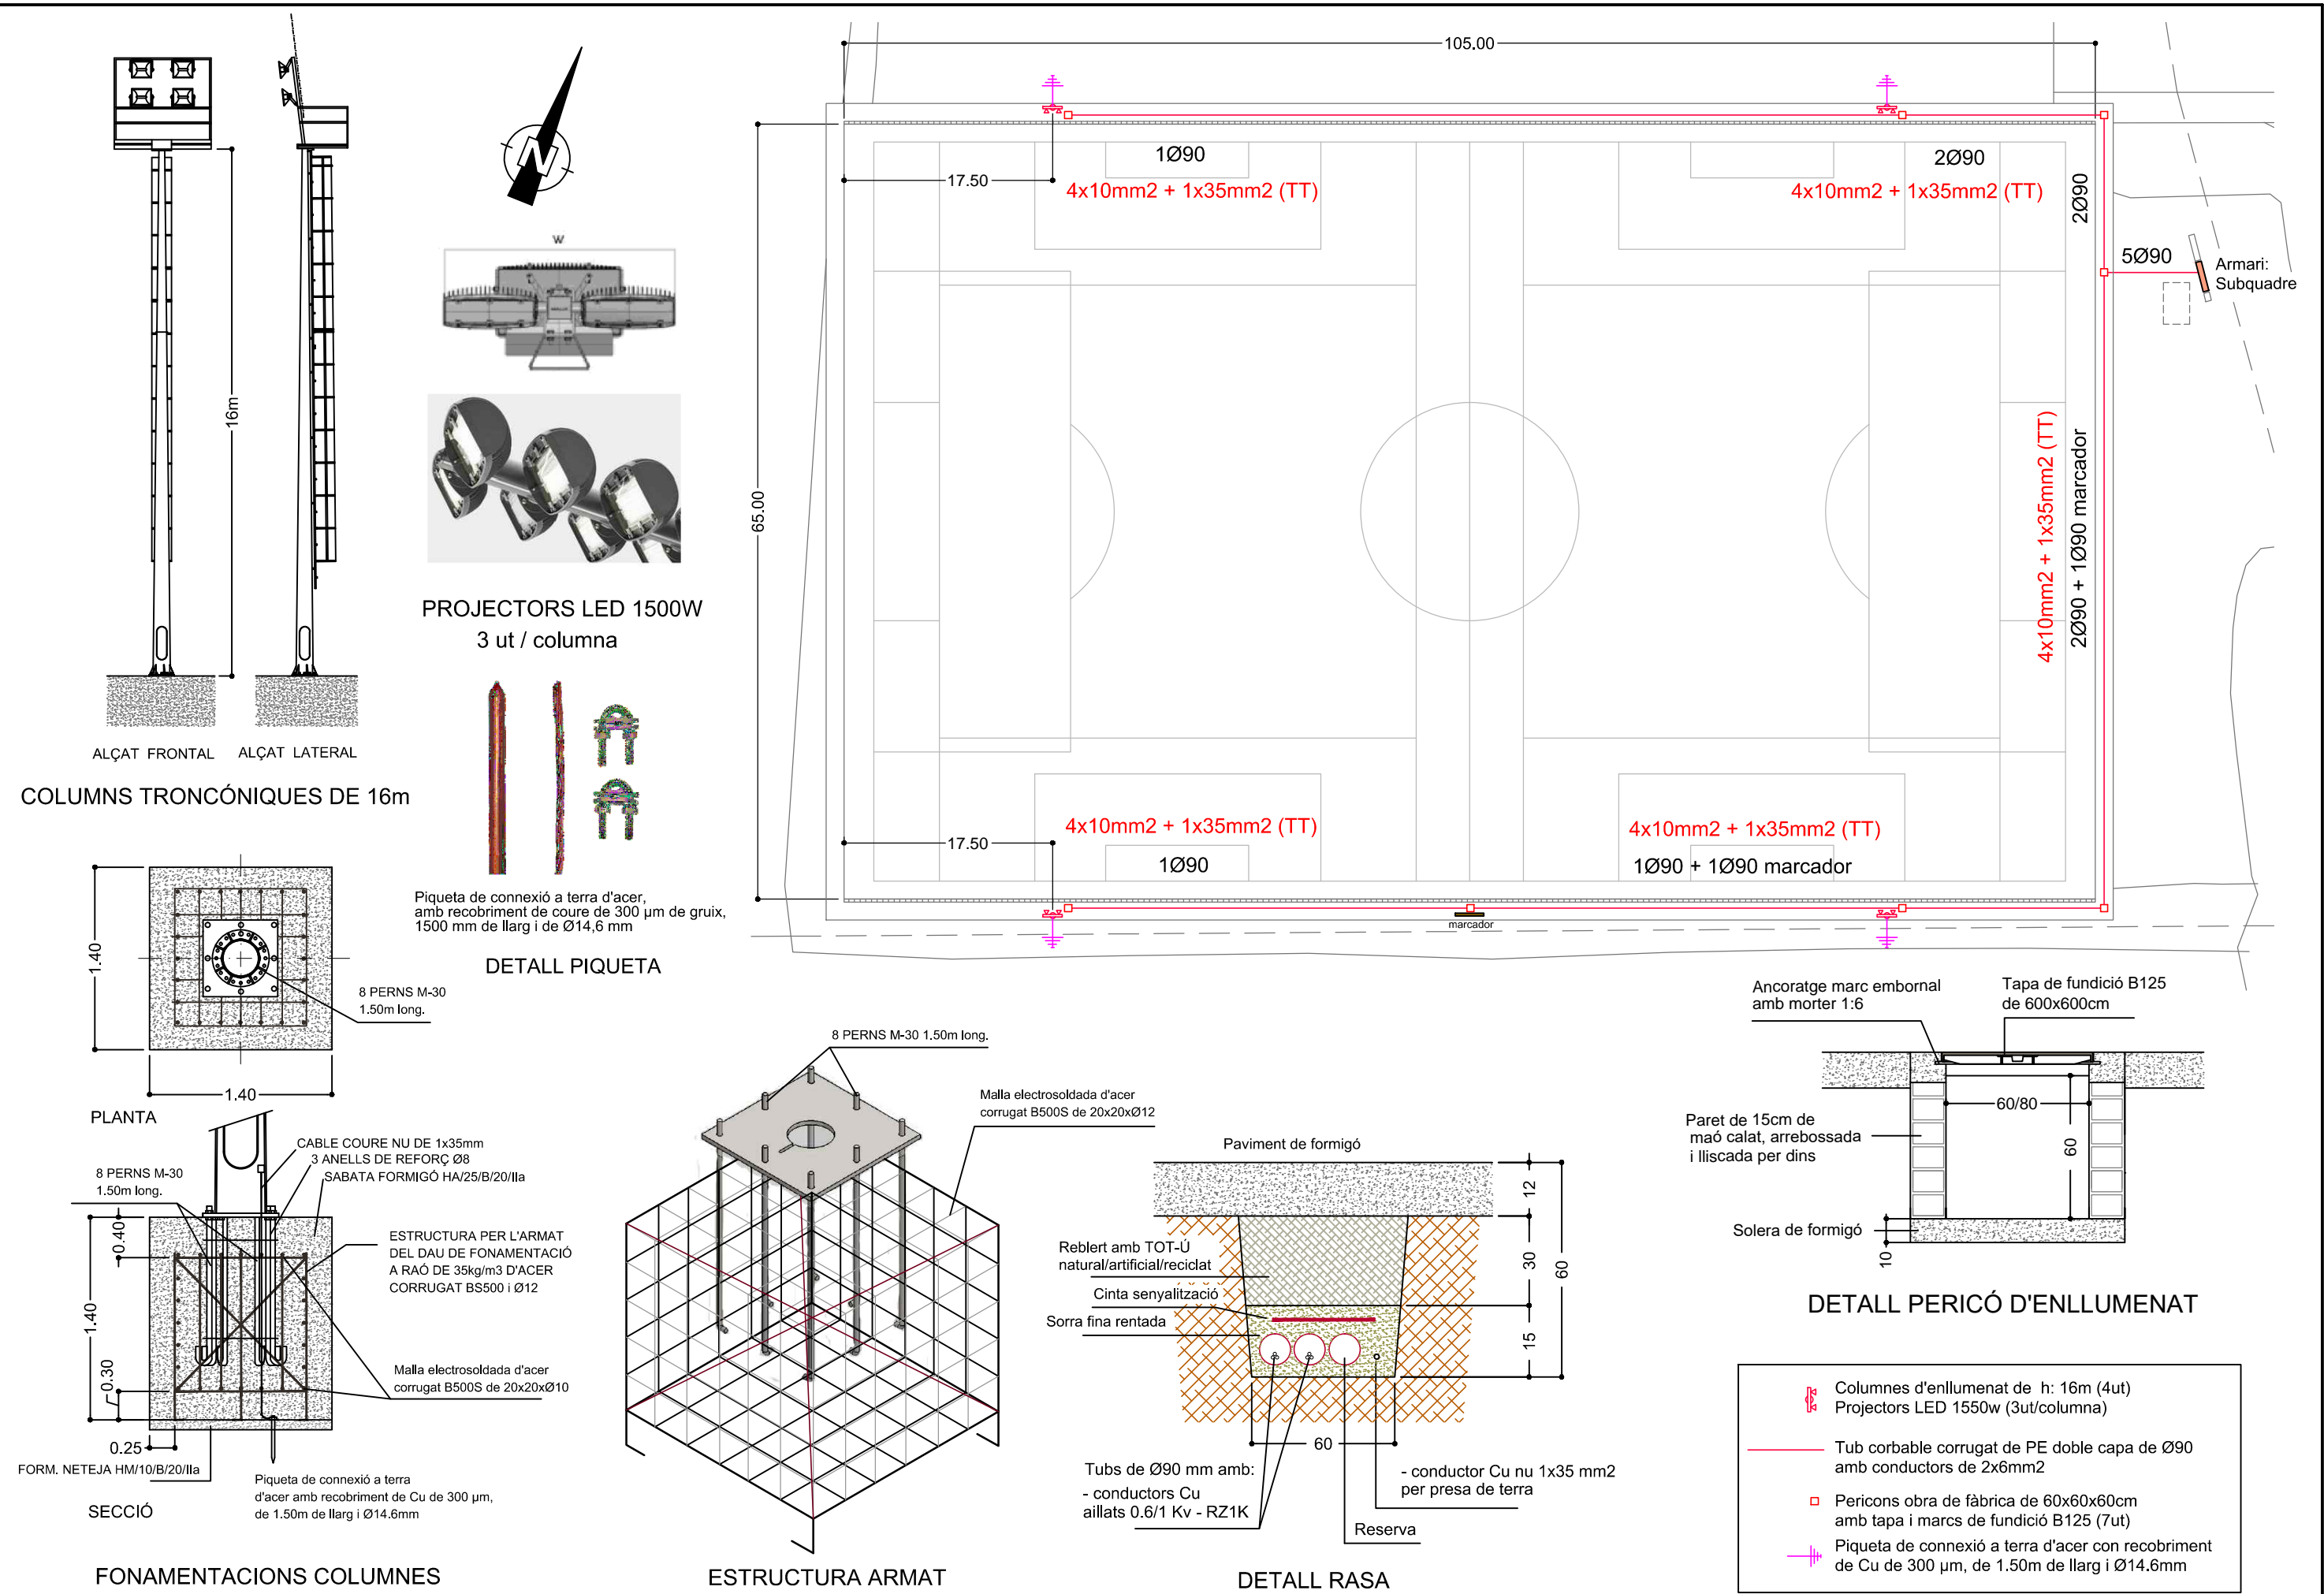 16m
ALÇAT FRONTAL
ALÇAT LATERAL
COLUMNS TRONCÓNIQUES DE 16m
N
W
PROJECTORS LED 1500W
3 ut / columna
Piqueta de connexió a terra d'acer,
amb recobriment de coure de 300 µm de gruix,
1500 mm de llarg i de Ø14,6 mm
DETALL PIQUETA
105.00
65.00
17.50
1Ø90
4x10mm2 + 1x35mm2 (TT)
2Ø90
4x10mm2 + 1x35mm2 (TT)
2Ø90
5Ø90
Armari:
Subquadre
4x10mm2 + 1x35mm2 (TT)
2Ø90 + 1Ø90 marcador
17.50
4x10mm2 + 1x35mm2 (TT)
1Ø90
4x10mm2 + 1x35mm2 (TT)
1Ø90 + 1Ø90 marcador
marcador
1.40
1.40
8 PERNS M-30
1.50m long.
PLANTA
CABLE COURE NU DE 1x35mm
3 ANELLS DE REFORÇ Ø8
SABATA FORMIGÓ HA/25/B/20/IIa
8 PERNS M-30
1.50m long.
0.40
1.40
0.30
0.25
ESTRUCTURA PER L'ARMAT
DEL DAU DE FONAMENTACIÓ
A RAÓ DE 35kg/m3 D'ACER
CORRUGAT BS500 i Ø12
Malla electrosoldada d'acer
corrugat B500S de 20x20xØ10
FORM. NETEJA HM/10/B/20/IIa
Piqueta de connexió a terra
d'acer amb recobriment de Cu de 300 µm,
de 1.50m de llarg i Ø14.6mm
SECCIÓ
FONAMENTACIONS COLUMNES
8 PERNS M-30 1.50m long.
Malla electrosoldada d'acer
corrugat B500S de 20x20xØ12
ESTRUCTURA ARMAT
Paviment de formigó
12
30
15
60
60
Reblert amb TOT-Ú
natural/artificial/reciclat
Cinta senyalització
Sorra fina rentada
Tubs de Ø90 mm amb:
- conductors Cu
aillats 0.6/1 Kv - RZ1K
- conductor Cu nu 1x35 mm2
per presa de terra
Reserva
DETALL RASA
Ancoratge marc embornal
amb morter 1:6
Tapa de fundició B125
de 600x600cm
60/80
60
10
Paret de 15cm de
maó calat, arrebossada
i lliscada per dins
Solera de formigó
DETALL PERICÓ D'ENLLUMENAT
Columnes d'enllumenat de h: 16m (4ut)
Projectors LED 1550w (3ut/columna)
Tub corbable corrugat de PE doble capa de Ø90
amb conductors de 2x6mm2
Pericons obra de fàbrica de 60x60x60cm
amb tapa i marcs de fundició B125 (7ut)
Piqueta de connexió a terra d'acer con recobriment
de Cu de 300 µm, de 1.50m de llarg i Ø14.6mm